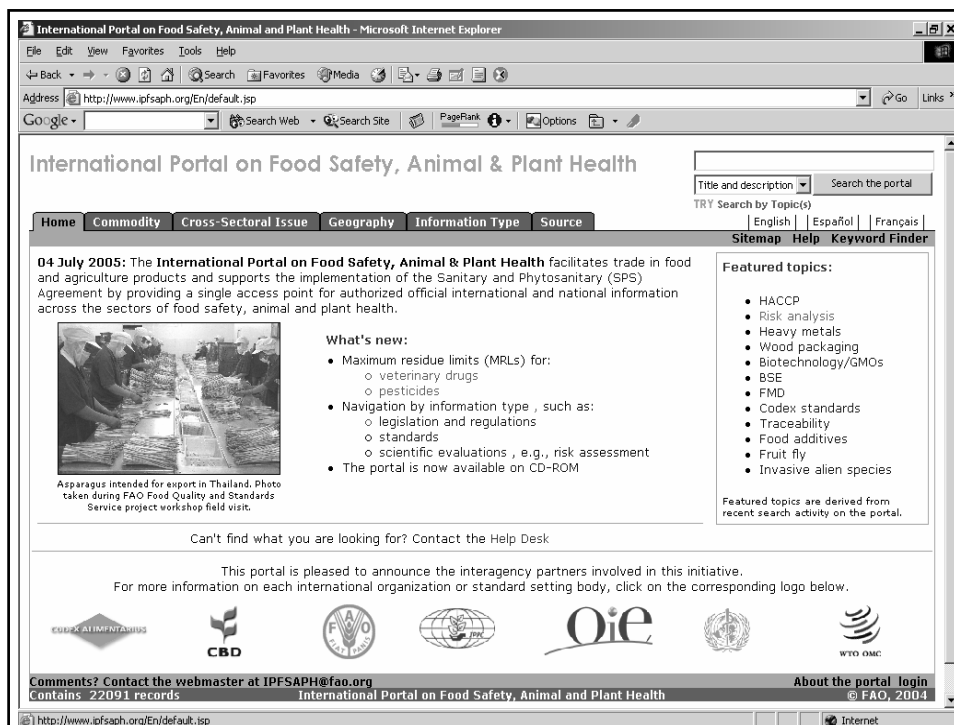 International Portal on Food Safety, Animal and Plant Health - Microsoft Internet Explorer
File Edit View Favorites Tools Help
Back Search Favorites Media
Address http://www.ipfsaph.org/En/default.jsp Go Links »
Google Search Web Search Site PageRank Options
International Portal on Food Safety, Animal & Plant Health
Title and description Search the portal
TRY Search by Topic(s)
Home Commodity Cross-Sectoral Issue Geography Information Type Source
English Español Français
Sitemap Help Keyword Finder
04 July 2005: The International Portal on Food Safety, Animal & Plant Health facilitates trade in food
and agriculture products and supports the implementation of the Sanitary and Phytosanitary (SPS)
Agreement by providing a single access point for authorized official international and national information
across the sectors of food safety, animal and plant health.
Asparagus intended for export in Thailand. Photo
taken during FAO Food Quality and Standards
Service project workshop field visit.
What's new:
• Maximum residue limits (MRLs) for:
o veterinary drugs
o pesticides
• Navigation by information type , such as:
o legislation and regulations
o standards
o scientific evaluations , e.g., risk assessment
• The portal is now available on CD-ROM
Featured topics:
• HACCP
• Risk analysis
• Heavy metals
• Wood packaging
• Biotechnology/GMOs
• BSE
• FMD
• Codex standards
• Traceability
• Food additives
• Fruit fly
• Invasive alien species
Featured topics are derived from
recent search activity on the portal.
Can't find what you are looking for? Contact the Help Desk
This portal is pleased to announce the interagency partners involved in this initiative.
For more information on each international organization or standard setting body, click on the corresponding logo below.
CODEX ALIMENTARIUS
CBD
FAO
FIAT PANIS
IPPC
Oie
WTO OMC
Comments? Contact the webmaster at IPFSAPH@fao.org About the portal login
Contains 22091 records International Portal on Food Safety, Animal and Plant Health © FAO, 2004
http://www.ipfsaph.org/En/default.jsp Internet